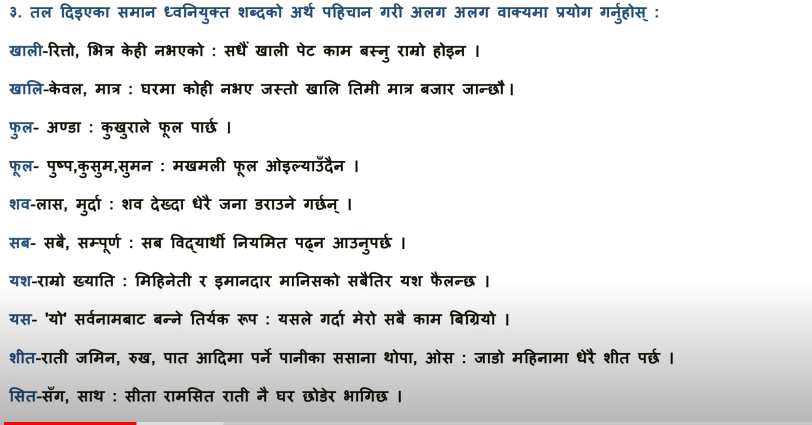 ३. तल दिइएका समान ध्वनियुक्त शब्दको अर्थ पहिचान गरी अलग अलग वाक्यमा प्रयोग गर्नुहोस् :
खाली-रित्तो, भित्र केही नभएको : सधैं खाली पेट काम बस्नु राम्रो होइन ।
खालि-केवल, मात्र : घरमा कोही नभए जस्तो खालि तिमी मात्र बजार जान्छौ।
फुल- अण्डा : कुखुराले फूल पार्छ ।
फूल- पुष्प,कुसुम,सुमन : मखमली फूल ओइल्याउँदैन ।
शव-लास, मुर्दा : शव देख्दा धेरै जना डराउने गर्छन् ।
सब- सबै, सम्पूर्ण : सब विद्यार्थी नियमित पढ्न आउनुपर्छ ।
यश-राम्रो ख्याति : मिहिनेती र इमानदार मानिसको सबैतिर यश फैलन्छ ।
यस- 'यो' सर्वनामबाट बन्ने तिर्यक रूप : यसले गर्दा मेरो सबै काम बिग्रियो ।
शीत-राती जमिन, रुख, पात आदिमा पर्ने पानीका ससाना थोपा, ओस : जाडो महिनामा धेरै शीत पर्छ ।
सित-सँग, साथ : सीता रामसित राती नै घर छोडेर भागिछ ।